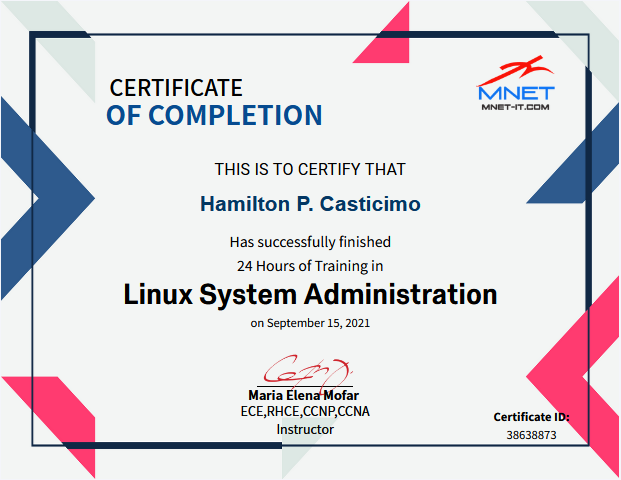 CERTIFICATE
OF COMPLETION
MNET
MNET-IT.COM
THIS IS TO CERTIFY THAT
Hamilton P. Casticimo
Has successfully finished
24 Hours of Training in
Linux System Administration
on September 15, 2021
Maria Elena Mofar
ECE,RHCE,CCNP,CCNA
Instructor
Certificate ID:
38638873